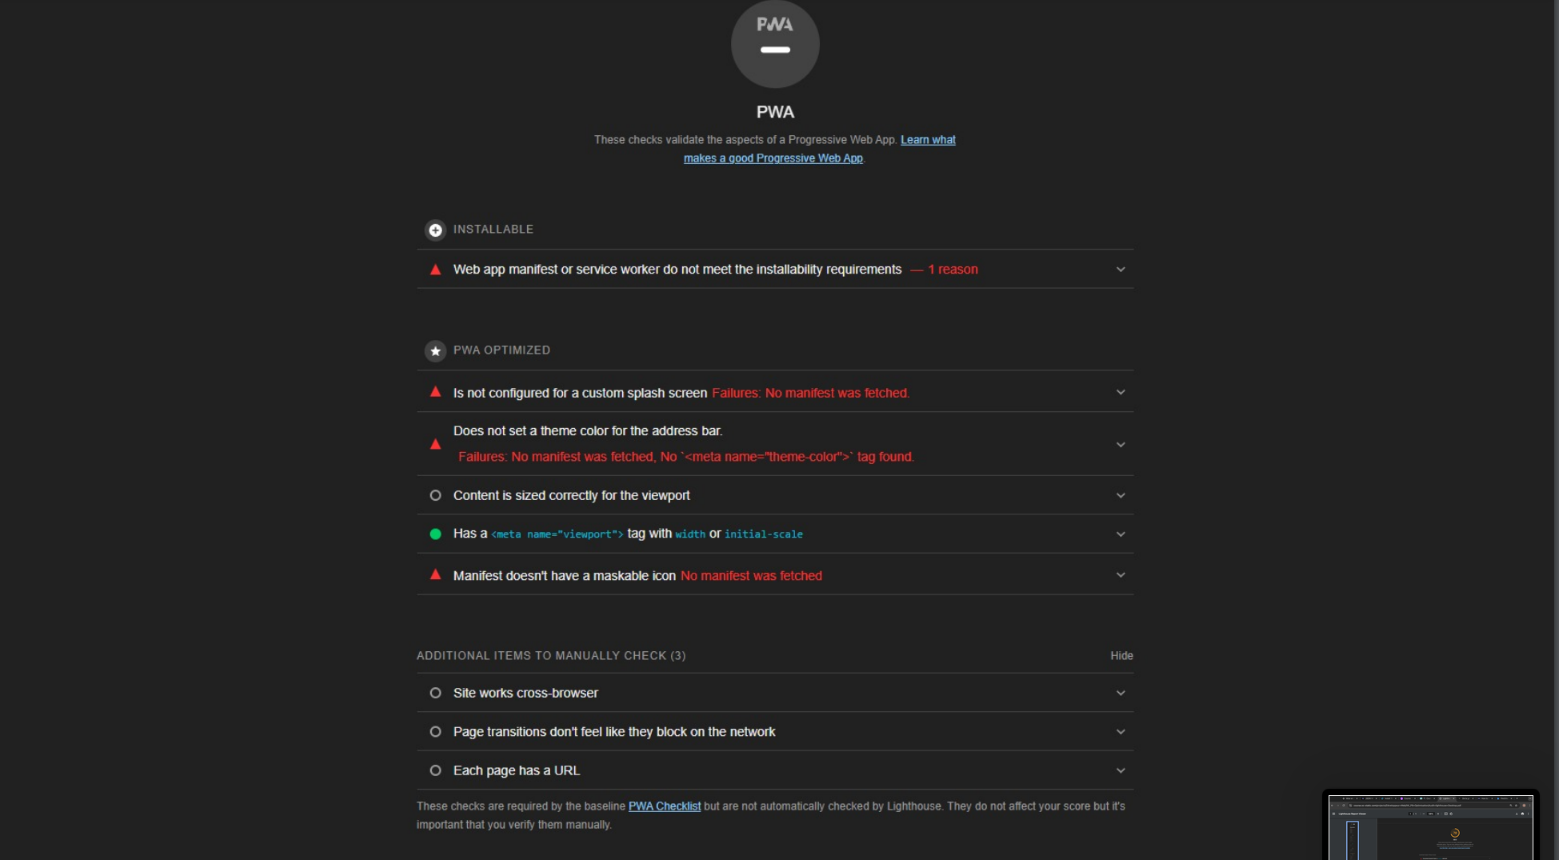 PWA
PWA
These checks validate the aspects of a Progressive Web App. Learn what
makes a good Progressive Web App.
INSTALLABLE
Web app manifest or service worker do not meet the installability requirements — 1 reason
PWA OPTIMIZED
Is not configured for a custom splash screen Failures: No manifest was fetched.
Does not set a theme color for the address bar.
Failures: No manifest was fetched, No `<meta name="theme-color">` tag found.
Content is sized correctly for the viewport
Has a <meta name="viewport"> tag with width or initial-scale
Manifest doesn't have a maskable icon No manifest was fetched
ADDITIONAL ITEMS TO MANUALLY CHECK (3) Hide
Site works cross-browser
Page transitions don't feel like they block on the network
Each page has a URL
These checks are required by the baseline PWA Checklist but are not automatically checked by Lighthouse. They do not affect your score but it's
important that you verify them manually.